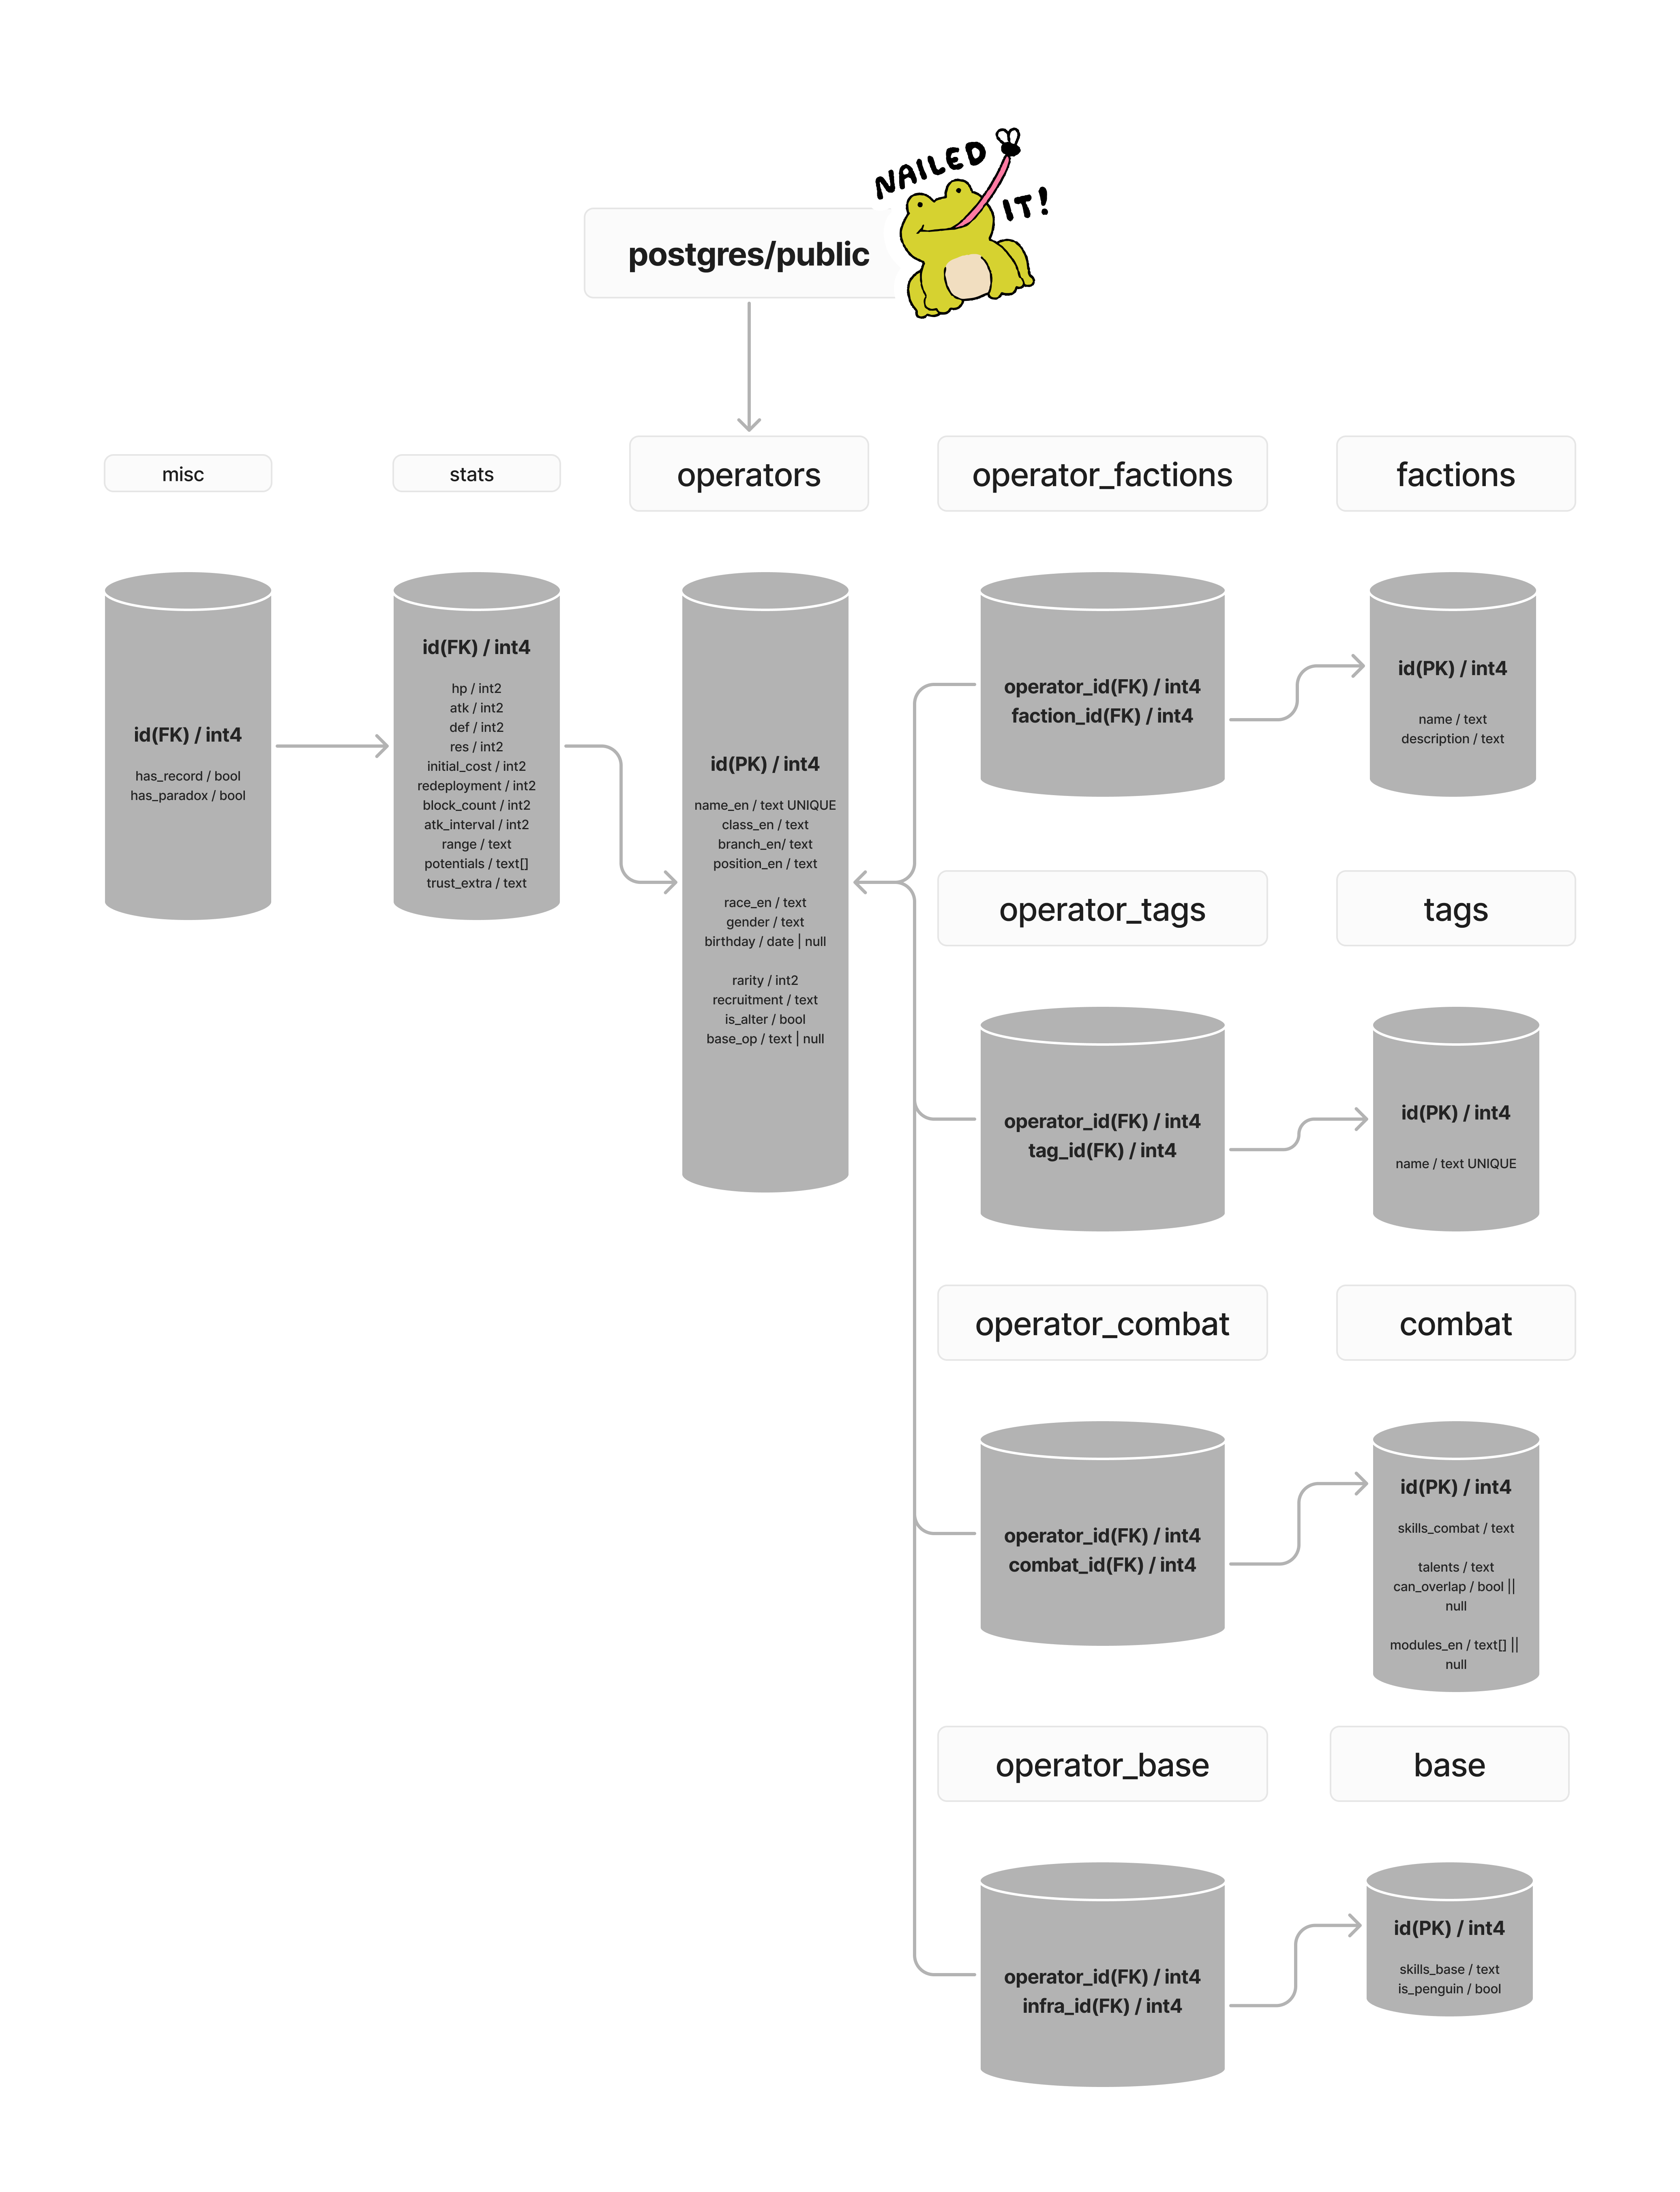 NAILED
IT!
postgres/public
misc
stats
operators
operator_factions
factions
id(FK) / int4
has_record / bool
has_paradox / bool
id(FK) / int4
hp / int2
atk / int2
def / int2
res / int2
initial_cost / int2
redeployment / int2
block_count / int2
atk_interval / int2
range / text
potentials / text[]
trust_extra / text
id(PK) / int4
name_en / text UNIQUE
class_en / text
branch_en/ text
position_en / text
race_en / text
gender / text
birthday / date | null
rarity / int2
recruitment / text
is_alter / bool
base_op / text | null
operator_id(FK) / int4
faction_id(FK) / int4
id(PK) / int4
name / text
description / text
operator_tags
tags
operator_id(FK) / int4
tag_id(FK) / int4
id(PK) / int4
name / text UNIQUE
operator_combat
combat
operator_id(FK) / int4
combat_id(FK) / int4
id(PK) / int4
skills_combat / text
talents / text
can_overlap / bool ||
null
modules_en / text[] ||
null
operator_base
base
operator_id(FK) / int4
infra_id(FK) / int4
id(PK) / int4
skills_base / text
is_penguin / bool